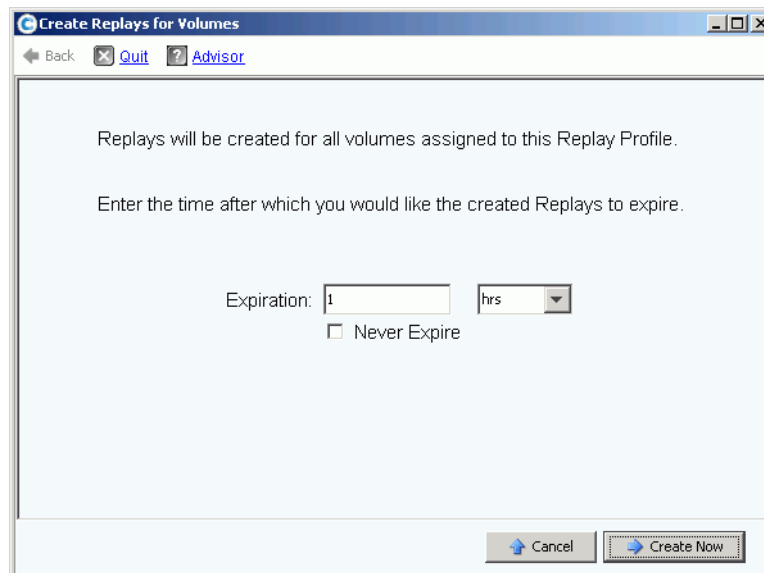 Create Replays for Volumes
Back Quit ? Advisor
Replays will be created for all volumes assigned to this Replay Profile.
Enter the time after which you would like the created Replays to expire.
Expiration: 1 hrs
Never Expire
Cancel Create Now